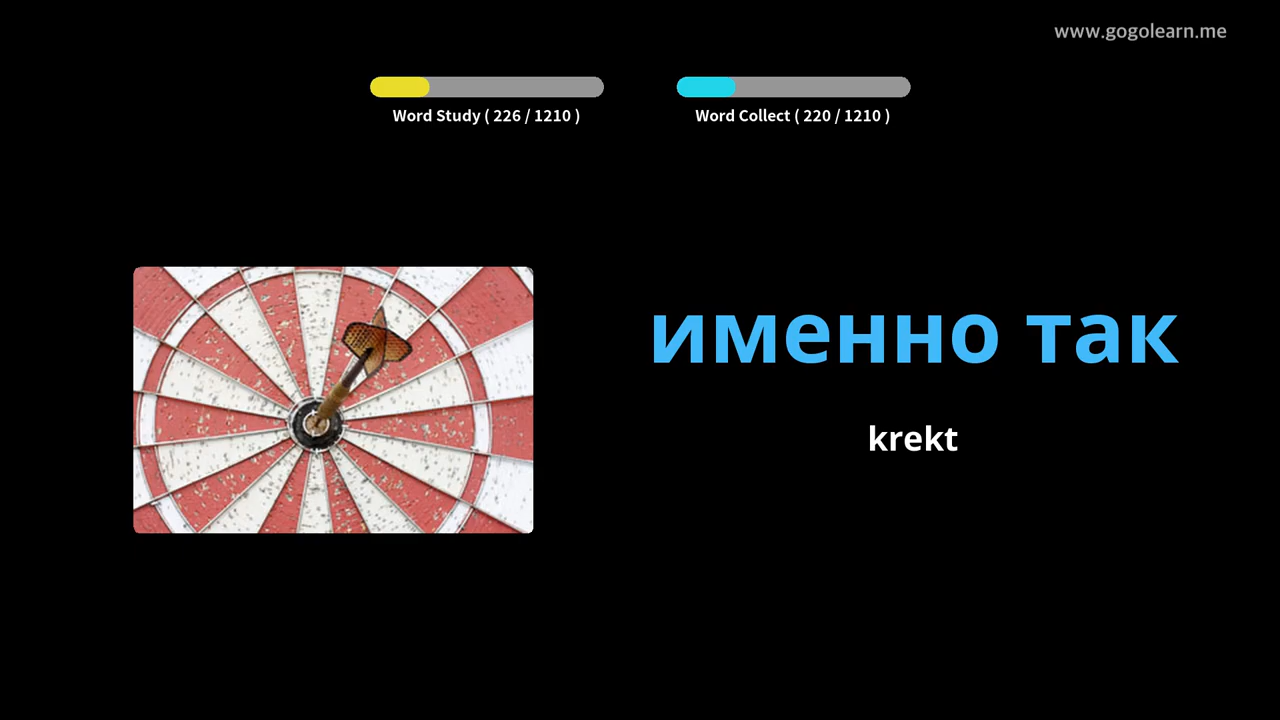 www.gogolearn.me
Word Study ( 226 / 1210 )
Word Collect ( 220 / 1210 )
именно так
krekt